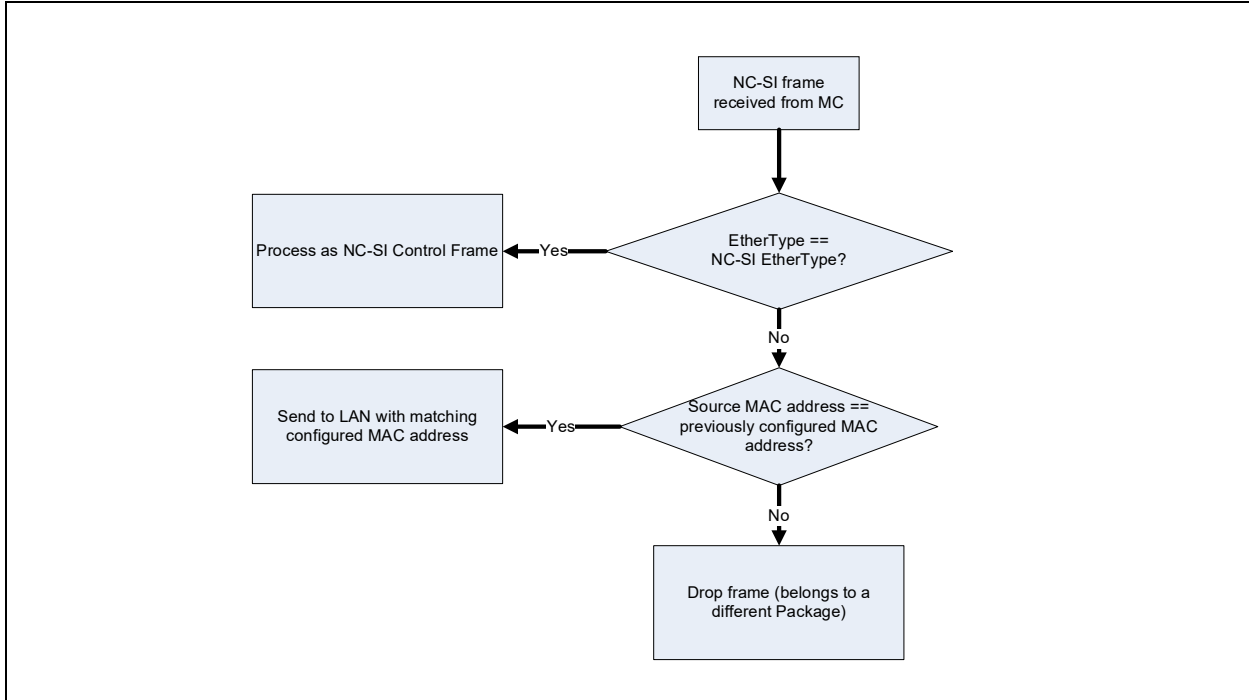 NC-SI frame
received from MC
EtherType ==
NC-SI EtherType?
Yes
Process as NC-SI Control Frame
No
Source MAC address ==
previously configured MAC
address?
Yes
Send to LAN with matching
configured MAC address
No
Drop frame (belongs to a
different Package)